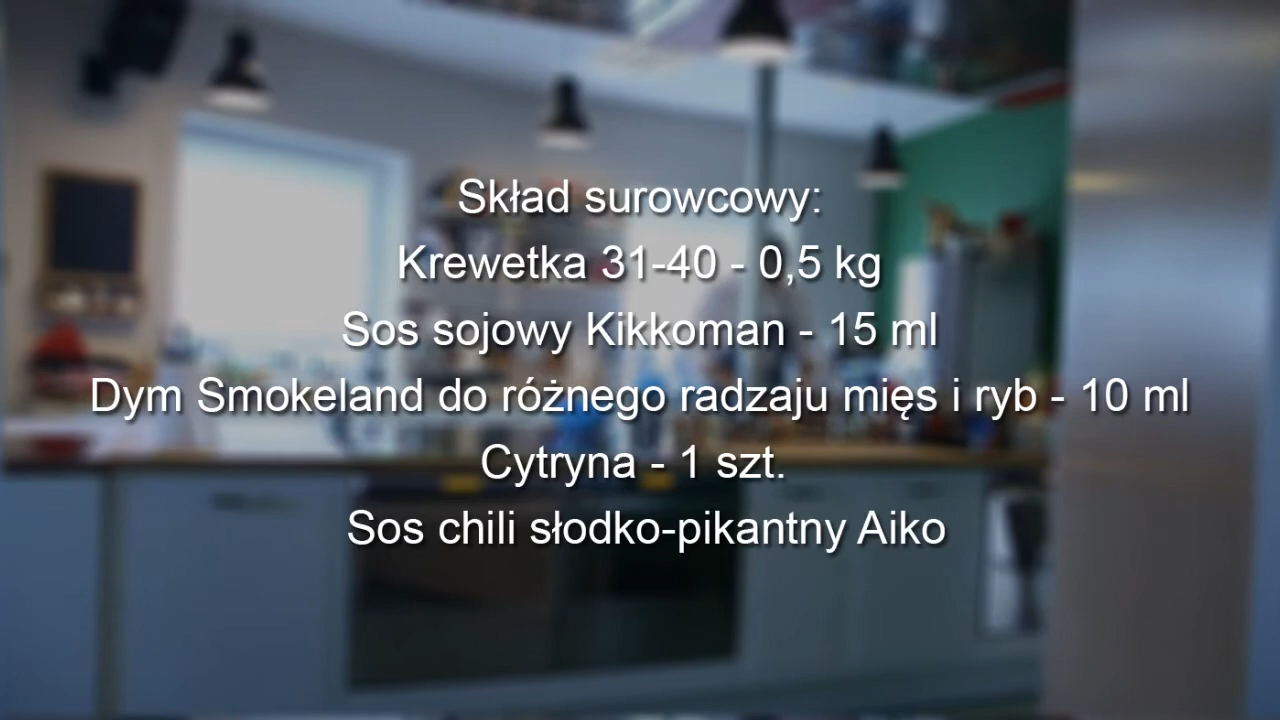 Skład surowcowy:
Krewetka 31-40 - 0,5 kg
Sos sojowy Kikkoman - 15 ml
Dym Smokeland do różnego radzaju mięs i ryb - 10 ml
Cytryna - 1 szt.
Sos chili słodko-pikantny Aiko